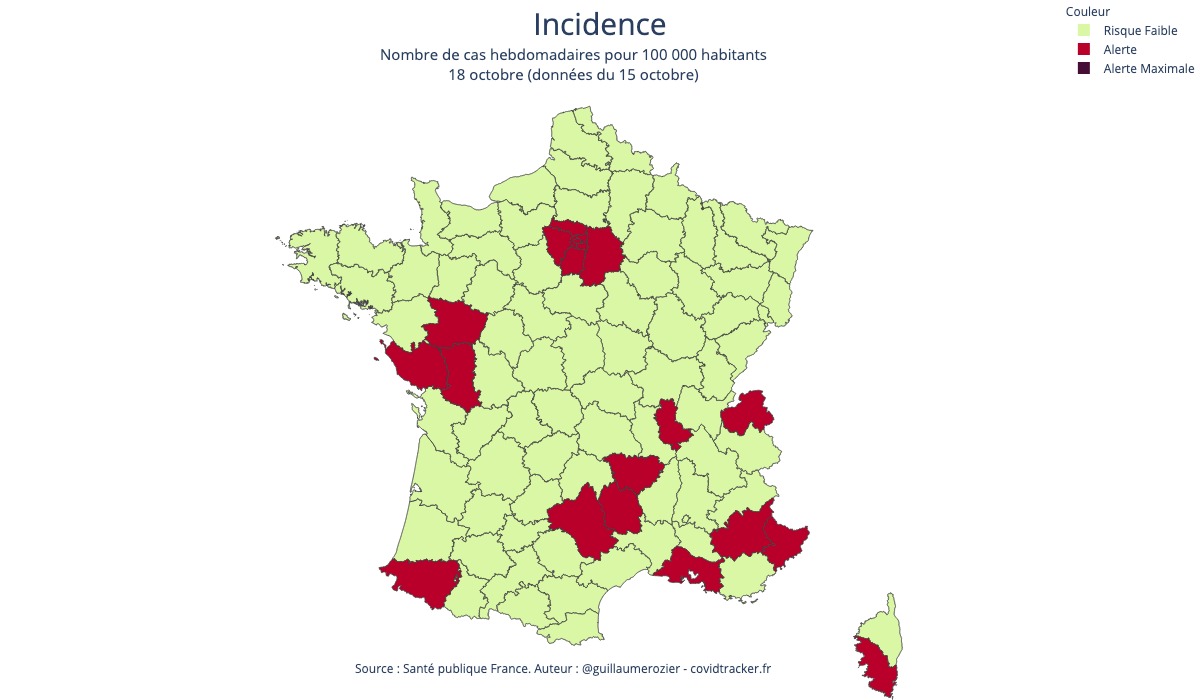 Incidence
Nombre de cas hebdomadaires pour 100 000 habitants
18 octobre (données du 15 octobre)
Couleur
Risque Faible
Alerte
Alerte Maximale
Source : Santé publique France. Auteur : @guillaumerozier - covidtracker.fr